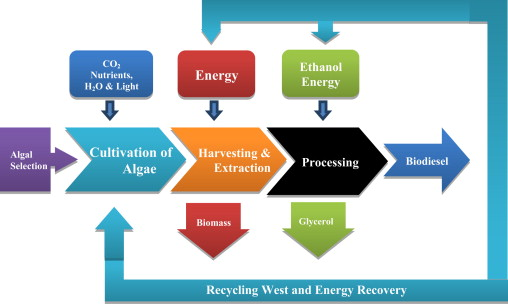 CO₂
Nutrients,
H₂O & Light
Energy
Ethanol
Energy
Algal
Selection
Cultivation of
Algae
Harvesting &
Extraction
Processing
Biodiesel
Biomass
Glycerol
Recycling West and Energy Recovery